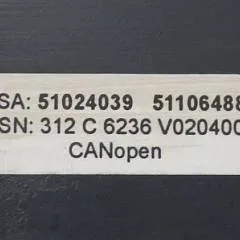 SA: 51024039 51106488
SN: 312 C 6236 V020400
CANopen